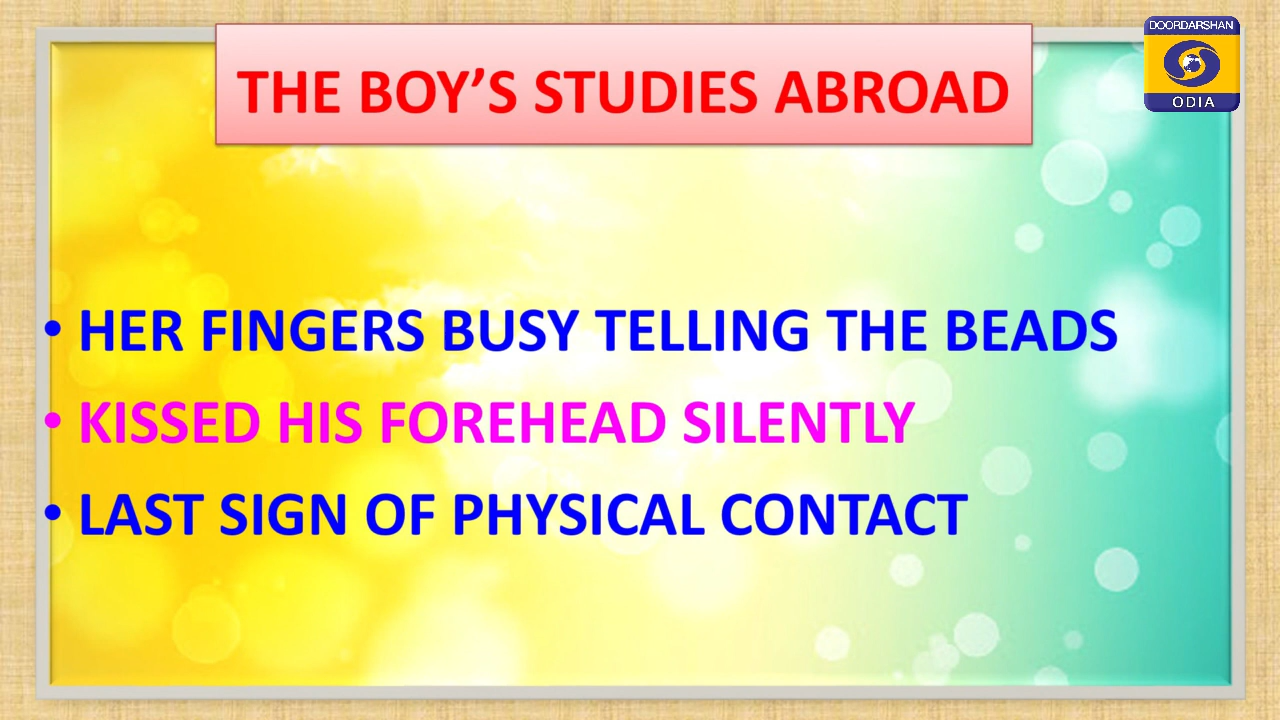 DOORDARSHAN
ODIA
THE BOY’S STUDIES ABROAD
• HER FINGERS BUSY TELLING THE BEADS
• KISSED HIS FOREHEAD SILENTLY
• LAST SIGN OF PHYSICAL CONTACT